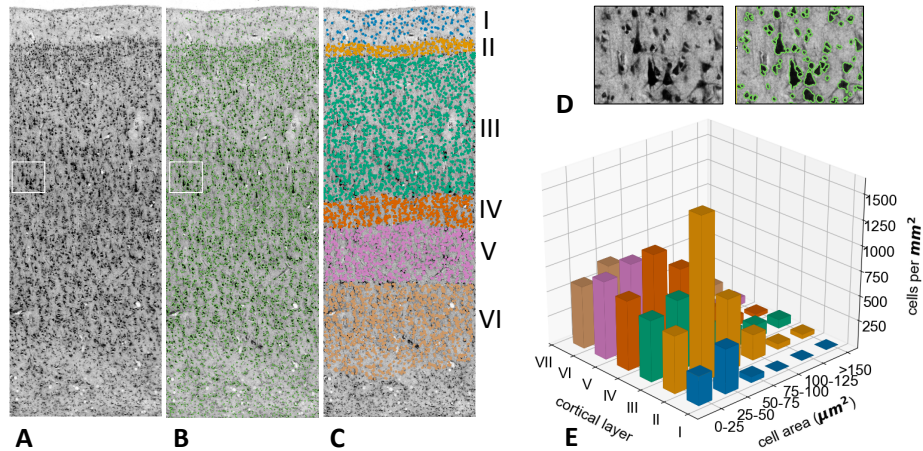 I
II
III
IV
V
VI
A
B
C
D
1500
1250
1000
750
500
250
cells per mm²
VII
VI
V
IV
III
II
I
cortical layer
0-25
25-50
50-75
75-100
100-125
>150
cell area (μm²)
E